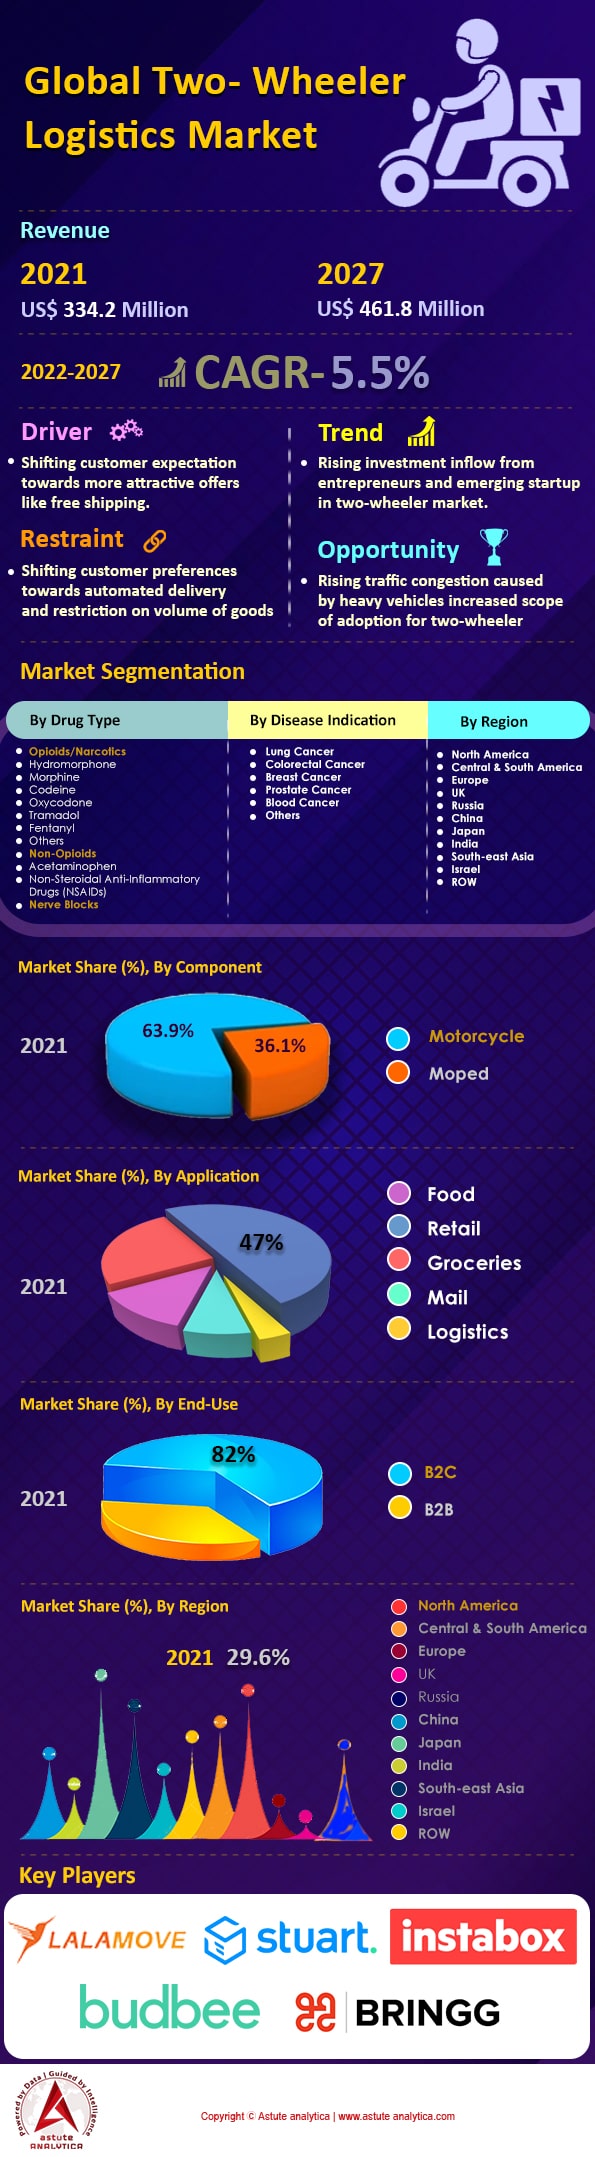 Global Two- Wheeler
Logistics Market
Revenue
2021
US$ 334.2 Million
2027
US$ 461.8 Million
2022-2027
CAGR- 5.5%
Driver
Shifting customer expectation
towards more attractive offers
like free shipping.
Trend
Rising investment inflow from
entrepreneurs and emerging startup
in two-wheeler market.
Restraint
Shifting customer preferences
towards automated delivery
and restriction on volume of goods
Opportunity
Rising traffic congestion caused
by heavy vehicles increased scope
of adoption for two-wheeler
Market Segmentation
By Drug Type
Opioids/Narcotics
Hydromorphone
Morphine
Codeine
Oxycodone
Tramadol
Fentanyl
Others
Non-Opioids
Acetaminophen
Non-Steroidal Anti-Inflammatory
Drugs (NSAIDs)
Nerve Blocks
By Disease Indication
Lung Cancer
Colorectal Cancer
Breast Cancer
Prostate Cancer
Blood Cancer
Others
By Region
North America
Central & South America
Europe
UK
Russia
China
Japan
India
South-east Asia
Israel
ROW
Market Share (%), By Component
2021
63.9%
36.1%
Motorcycle
Moped
Market Share (%), By Application
2021
47%
Food
Retail
Groceries
Mail
Logistics
Market Share (%), By End-Use
2021
82%
B2C
B2B
Market Share (%), By Region
2021 29.6%
North America
Central & South America
Europe
UK
Russia
China
Japan
India
South-east Asia
Israel
ROW
Key Players
LALAMOVE
stuart.
instabox
budbee
BRINGG
Powered by Data | Guided by Intelligence
astute
ANALYTICA
Copyright © Astute analytica | www.astute analytica.com